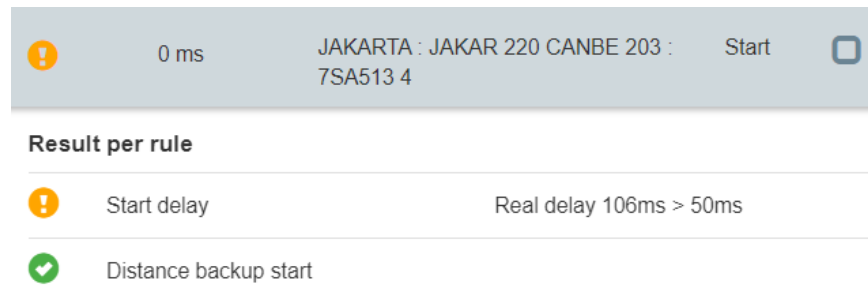 0 ms
JAKARTA : JAKAR 220 CANBE 203 :
7SA513 4
Start
Result per rule
Start delay
Real delay 106ms > 50ms
Distance backup start